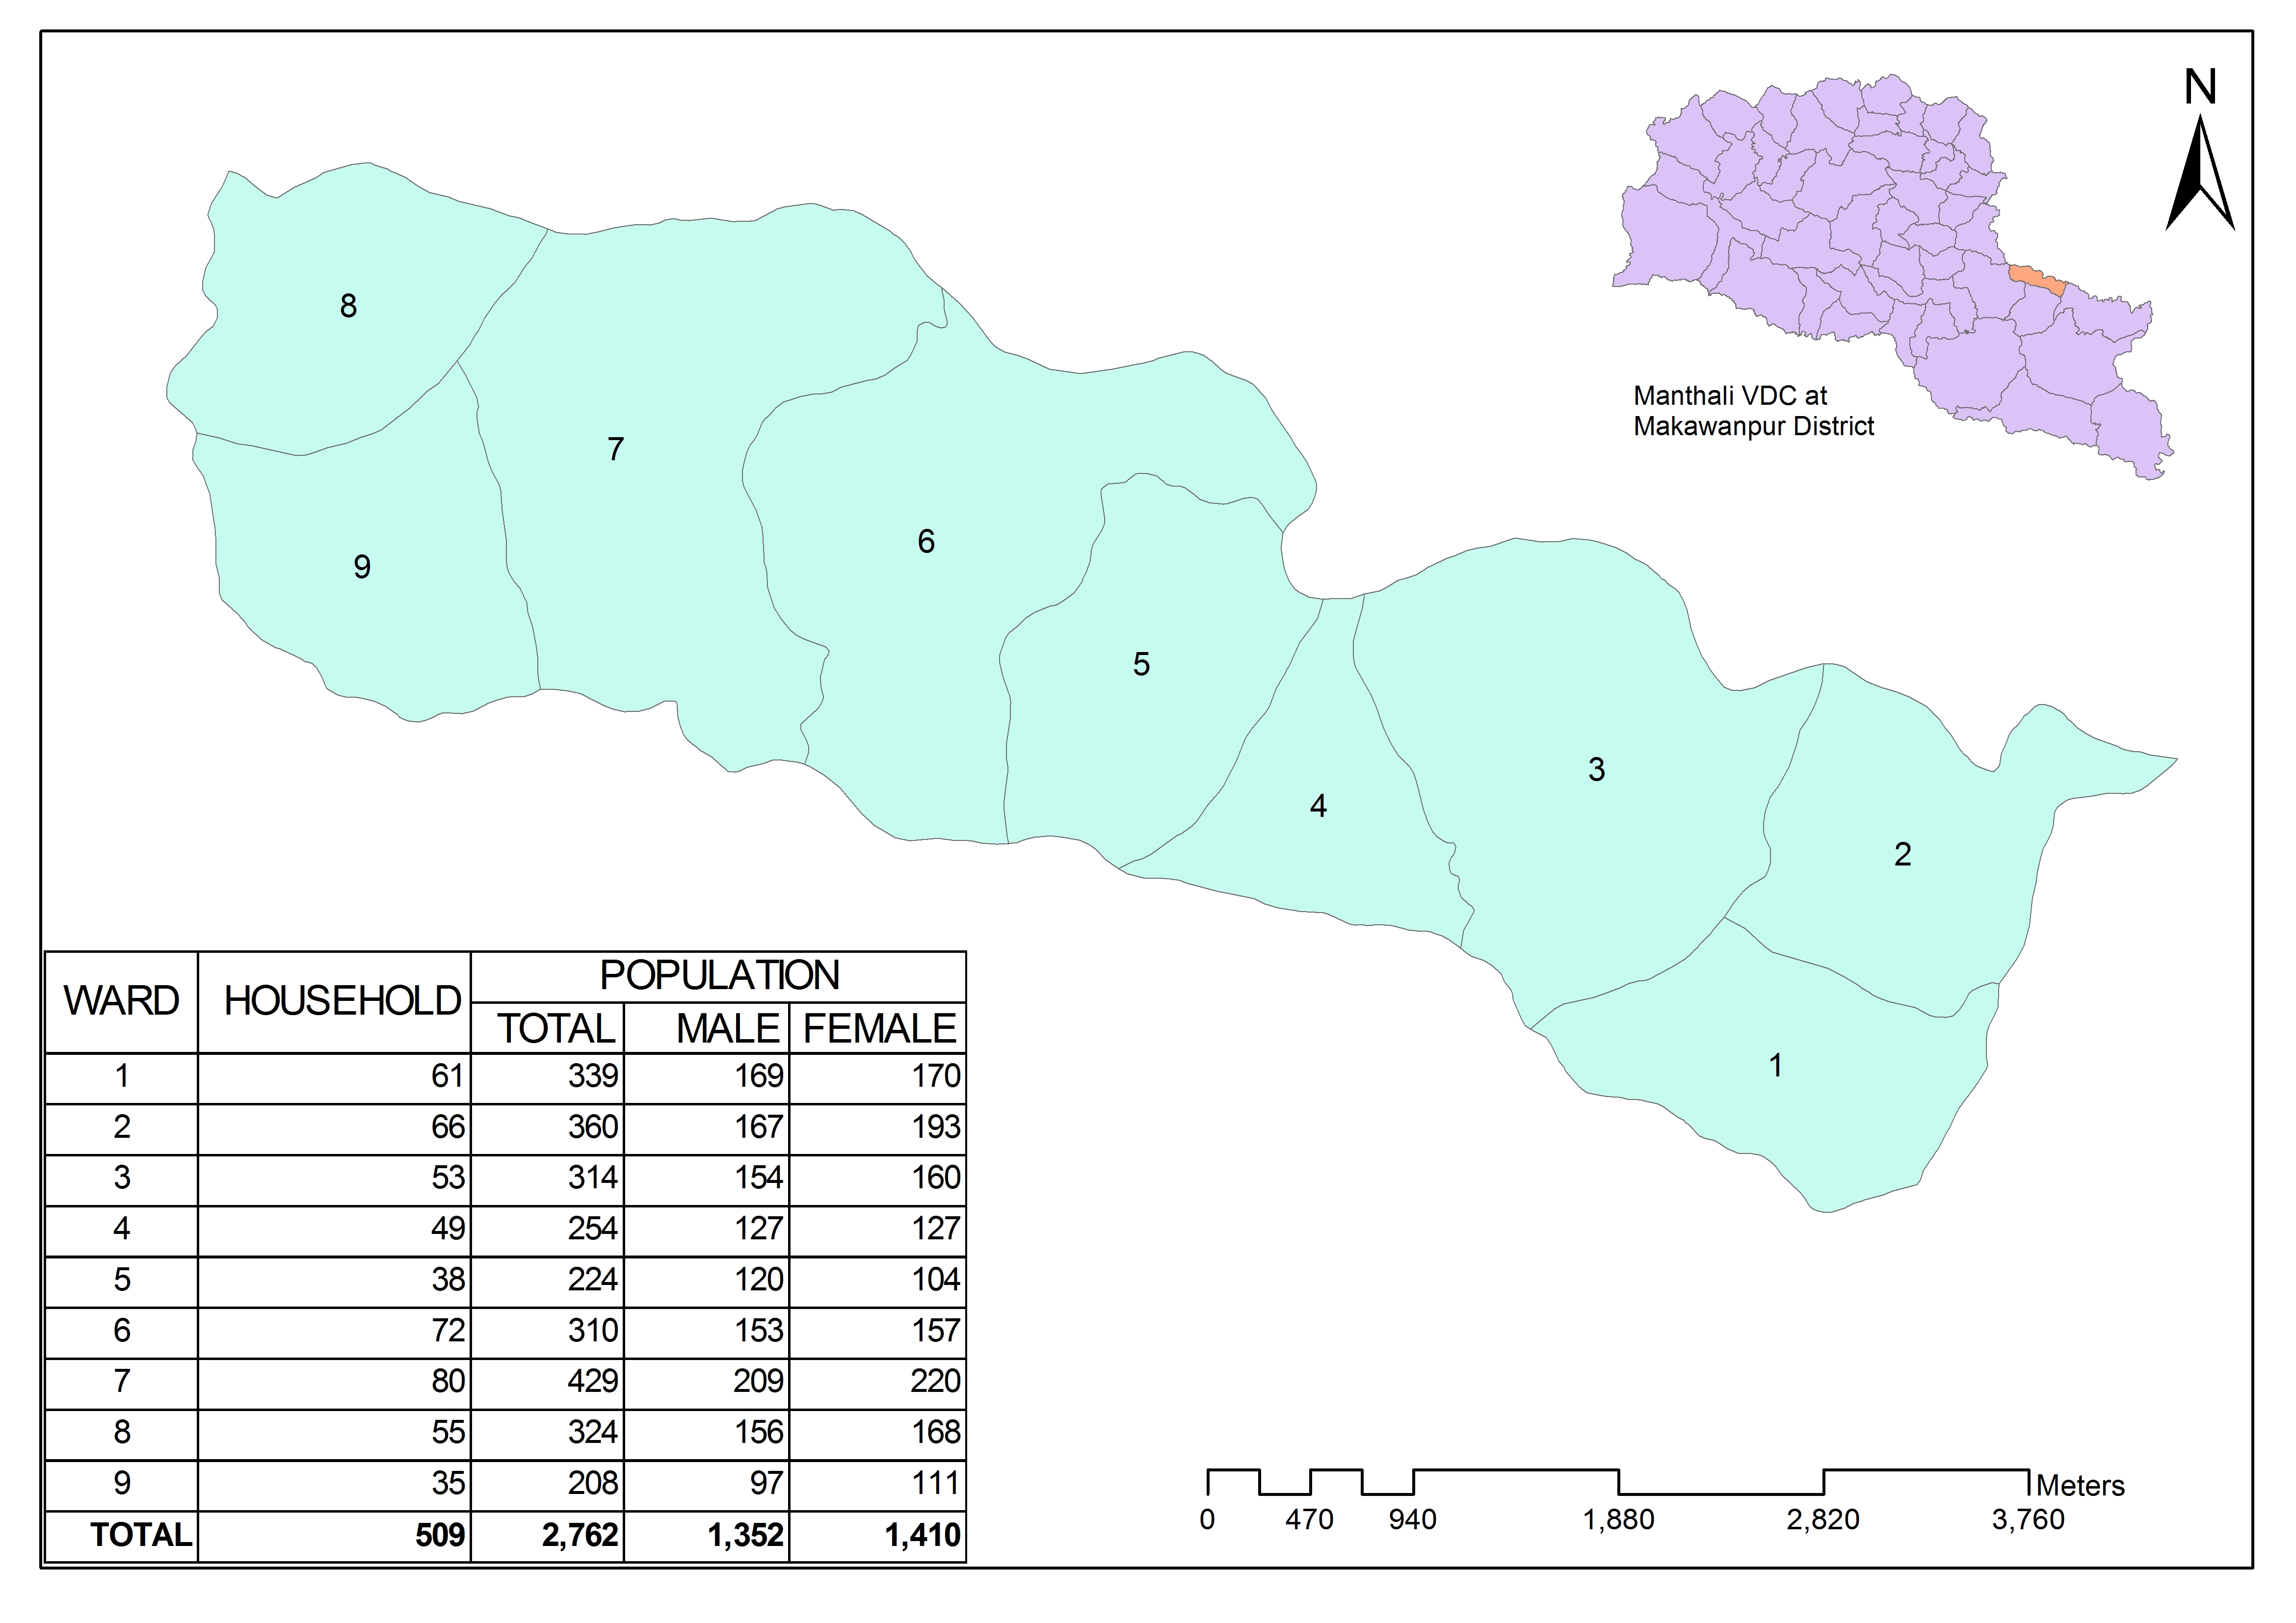 N
Manthali VDC at
Makawanpur District
8
7
9
6
5
3
4
2
1
WARD HOUSEHOLD POPULATION
TOTAL MALE FEMALE
1 61 339 169 170
2 66 360 167 193
3 53 314 154 160
4 49 254 127 127
5 38 224 120 104
6 72 310 153 157
7 80 429 209 220
8 55 324 156 168
9 35 208 97 111
TOTAL 509 2,762 1,352 1,410
Meters
0 470 940 1,880 2,820 3,760